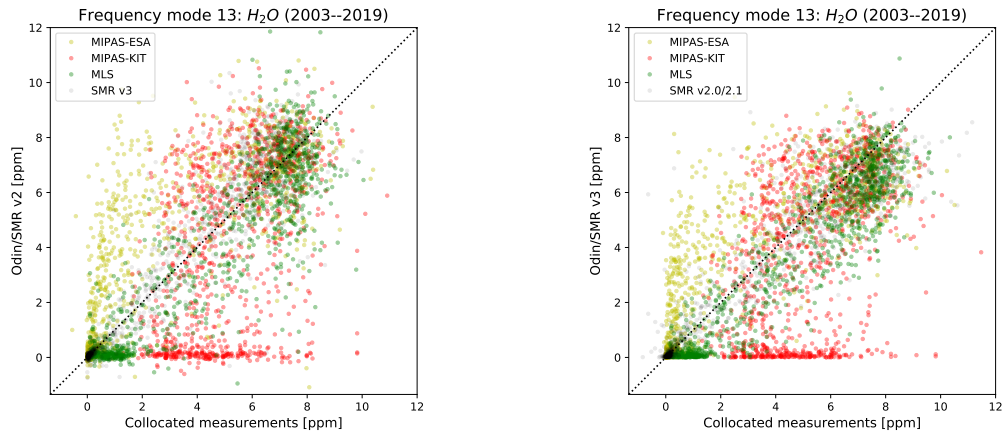 Frequency mode 13: H₂O (2003--2019)
MIPAS-ESA
MIPAS-KIT
MLS
SMR v3
Odin/SMR v2 [ppm]
12
10
8
6
4
2
0
0
2
4
6
8
10
12
Collocated measurements [ppm]
Frequency mode 13: H₂O (2003--2019)
MIPAS-ESA
MIPAS-KIT
MLS
SMR v2.0/2.1
Odin/SMR v3 [ppm]
12
10
8
6
4
2
0
0
2
4
6
8
10
12
Collocated measurements [ppm]